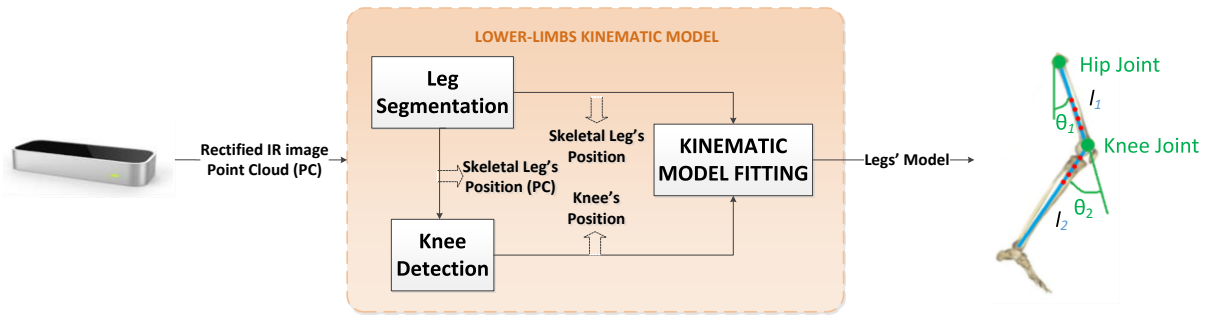 LOWER-LIMBS KINEMATIC MODEL
Rectified IR image
Point Cloud (PC)
Leg
Segmentation
Skeletal Leg's
Position (PC)
Knee
Detection
Skeletal Leg's
Position
Knee's
Position
KINEMATIC
MODEL FITTING
Legs' Model
Hip Joint
l1
θ1
Knee Joint
θ2
l2